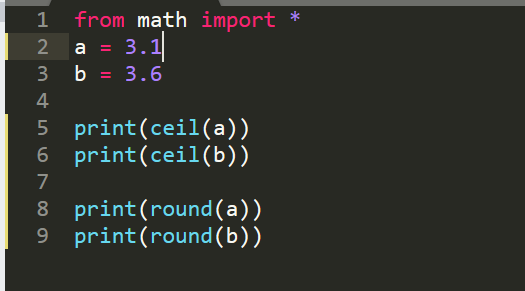 1 from math import *
2 a = 3.1
3 b = 3.6
4
5 print(ceil(a))
6 print(ceil(b))
7
8 print(round(a))
9 print(round(b))